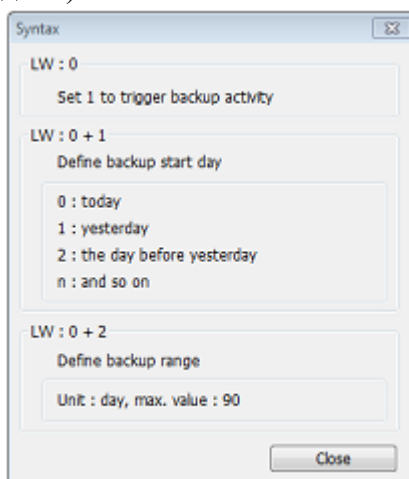 Syntax
LW : 0
Set 1 to trigger backup activity
LW : 0 + 1
Define backup start day
0 : today
1 : yesterday
2 : the day before yesterday
n : and so on
LW : 0 + 2
Define backup range
Unit : day, max. value : 90
Close